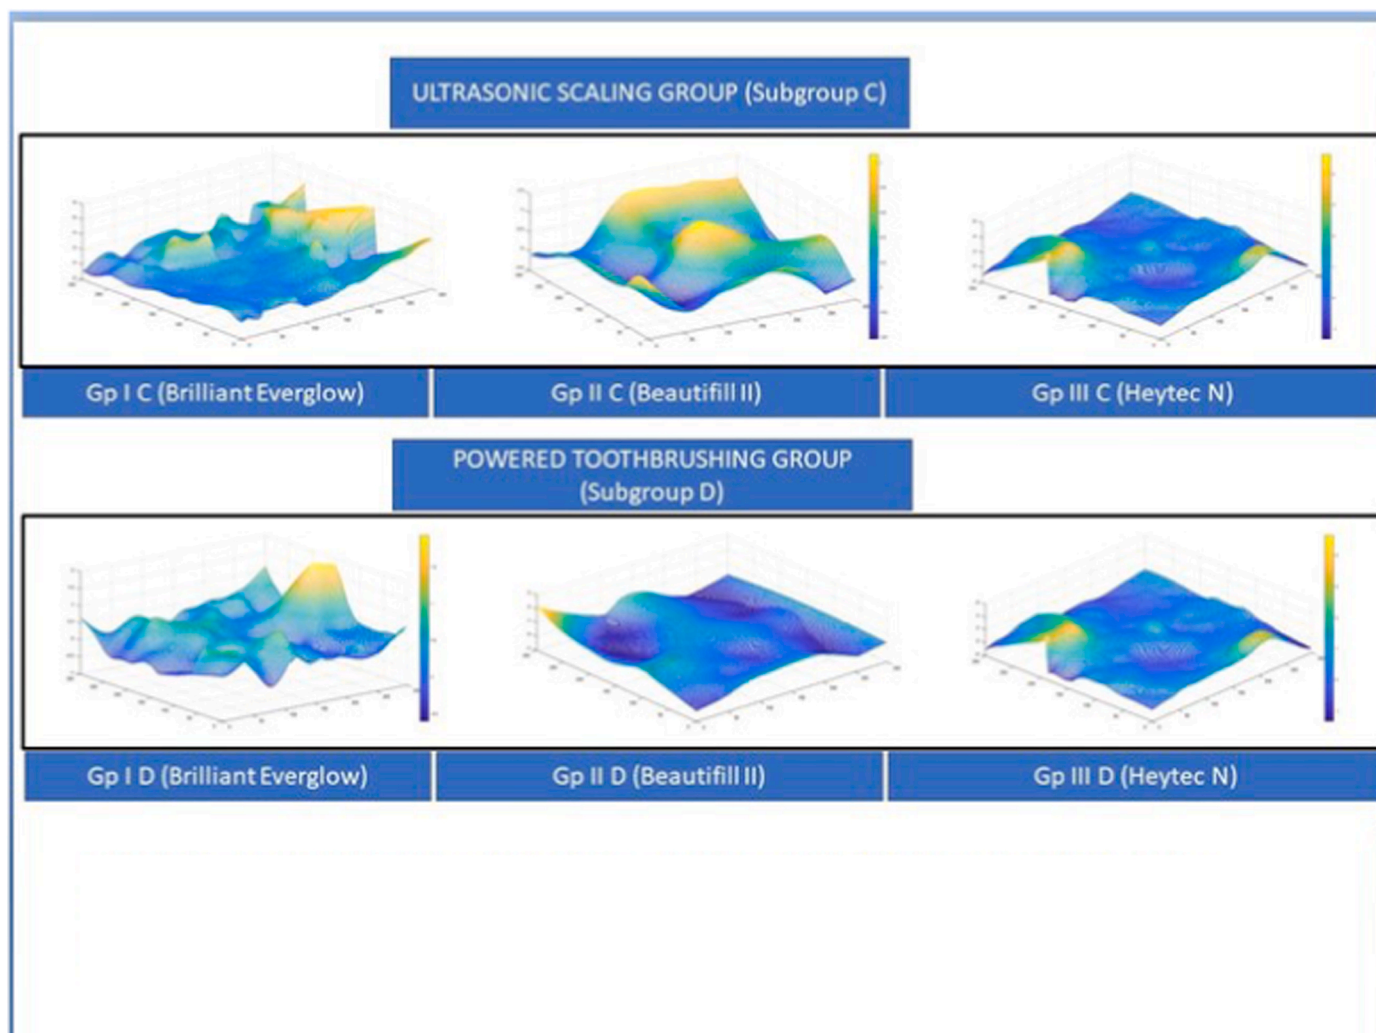 ULTRASONIC SCALING GROUP (Subgroup C)
Gp I C (Brilliant Everglow)
Gp II C (Beautifill II)
Gp III C (Heytec N)
POWERED TOOTHBRUSHING GROUP
(Subgroup D)
Gp I D (Brilliant Everglow)
Gp II D (Beautifill II)
Gp III D (Heytec N)